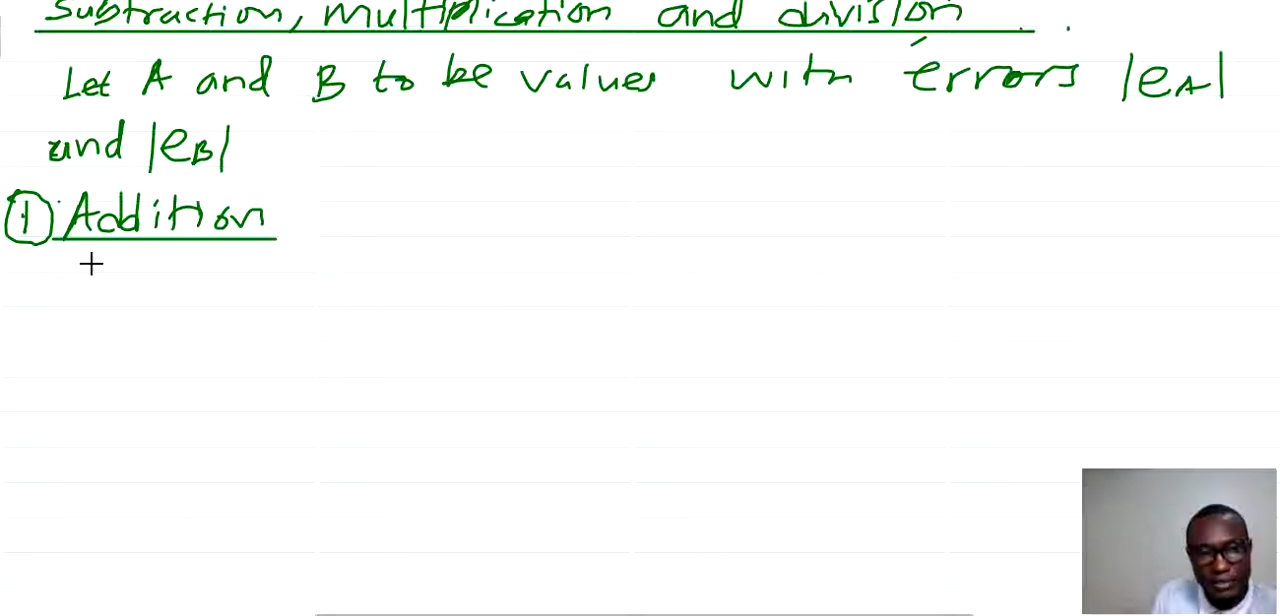 Subtraction, multiplication and division
Let A and B to be values with errors |eA|
and |eB|
① Addition